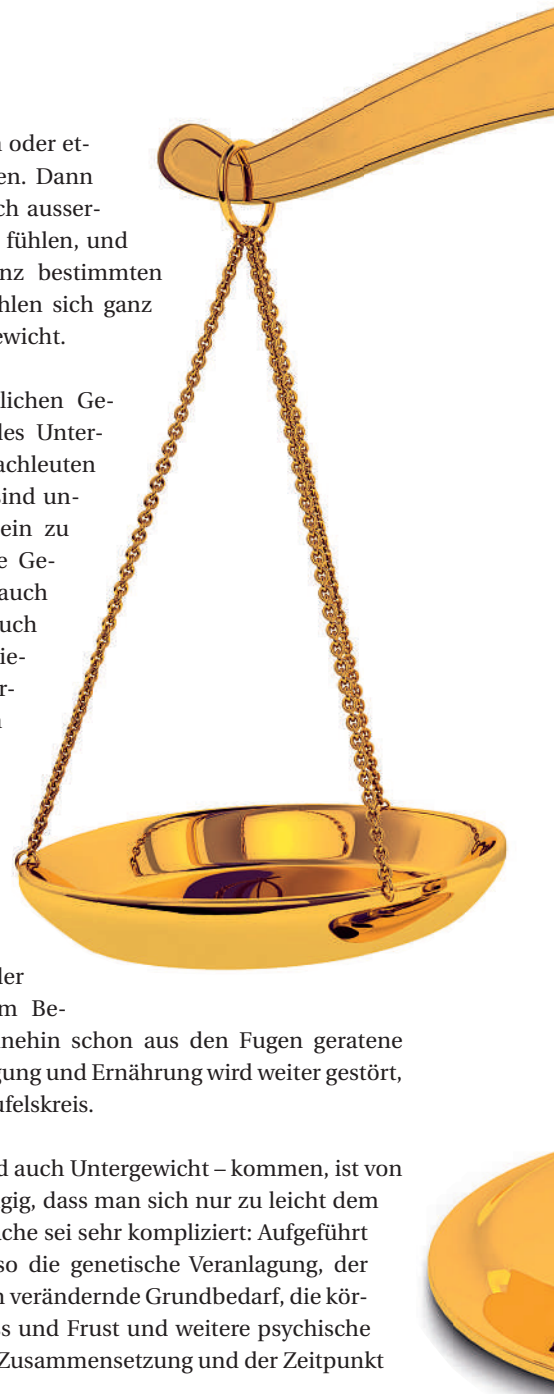 oder et-
en. Dann
ch ausser-
fühlen, und
nz bestimmten
hlen sich ganz
ewicht.
lichen Ge-
des Unter-
achleuten
sind un-
ein zu
e Ge-
auch
uch
ie-
r-
der
m Be-
nehin schon aus den Fugen geratene
gung und Ernährung wird weiter gestört,
ufelskreis.
d auch Untergewicht – kommen, ist von
gig, dass man sich nur zu leicht dem
che sei sehr kompliziert: Aufgeführt
so die genetische Veranlagung, der
n verändernde Grundbedarf, die kör-
s und Frust und weitere psychische
Zusammensetzung und der Zeitpunkt